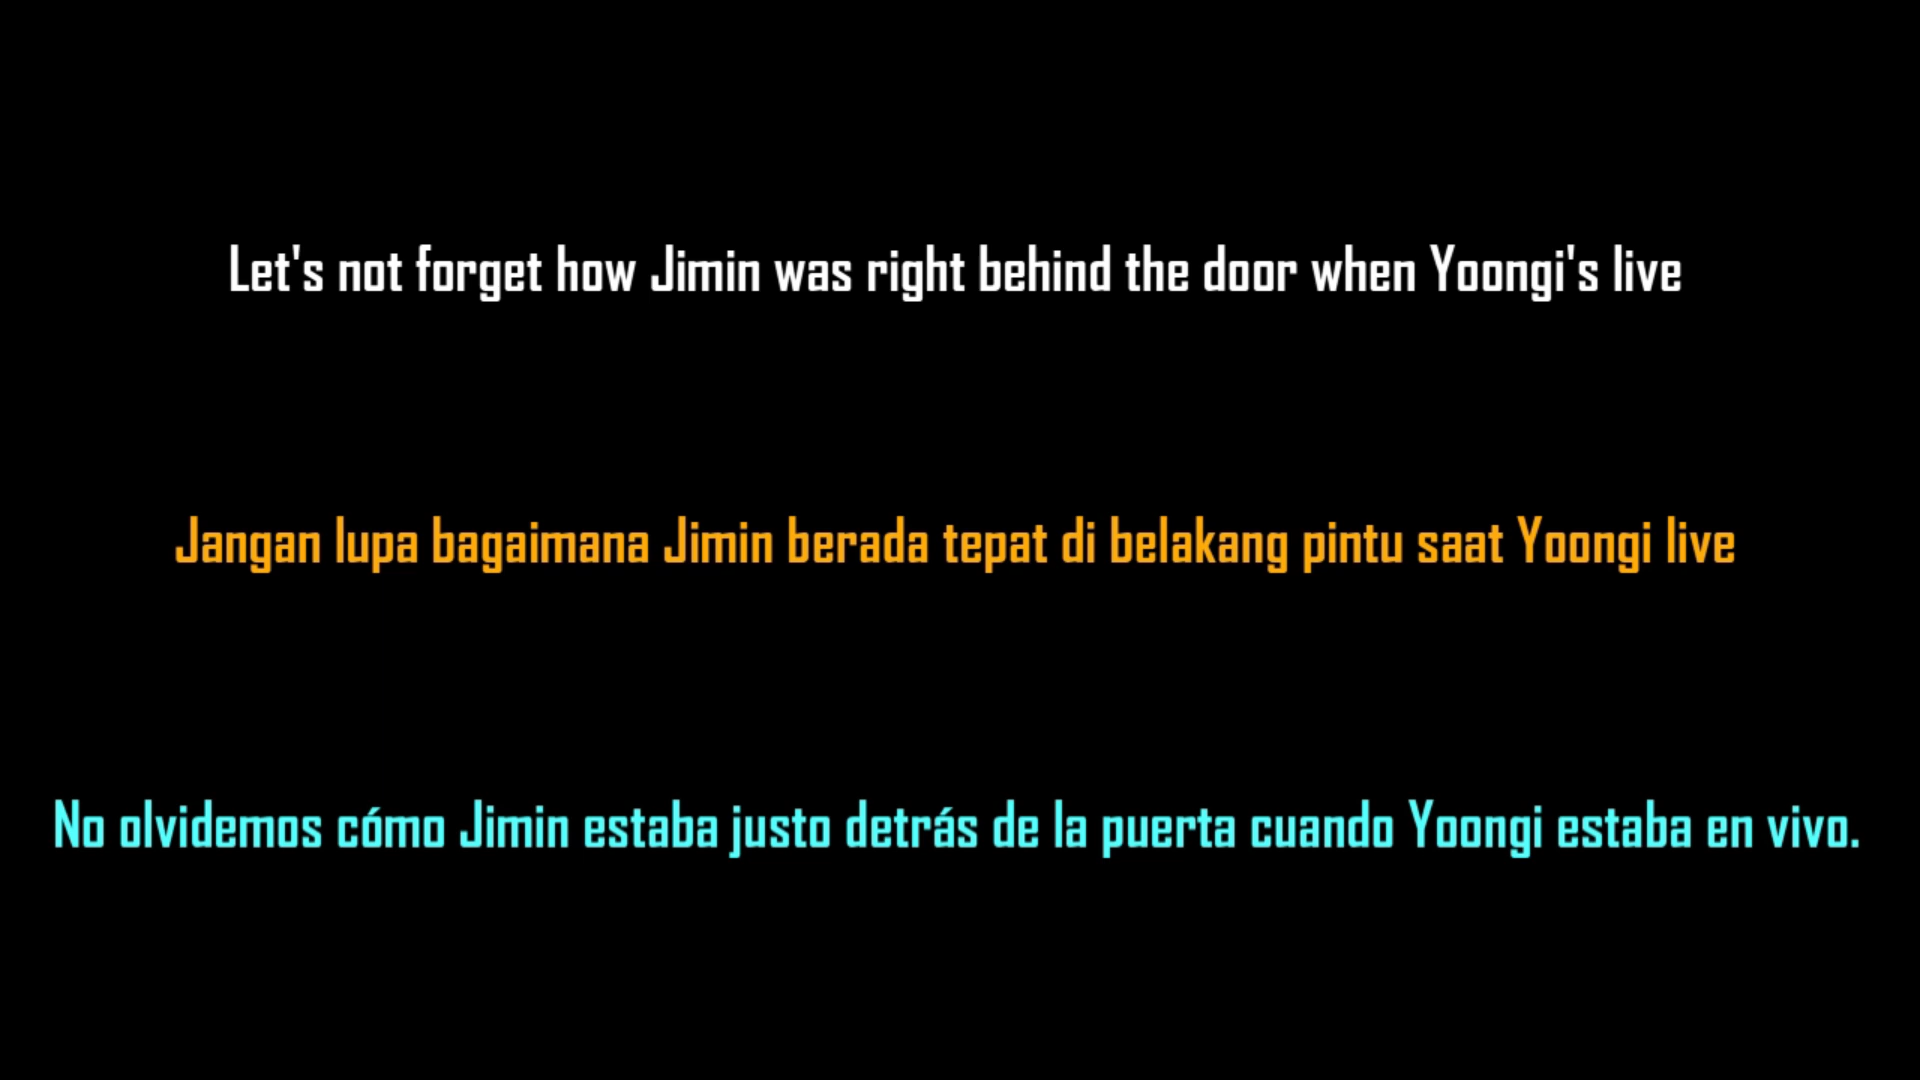 Let's not forget how Jimin was right behind the door when Yoongi's live
Jangan lupa bagaimana Jimin berada tepat di belakang pintu saat Yoongi live
No olvidemos cómo Jimin estaba justo detrás de la puerta cuando Yoongi estaba en vivo.